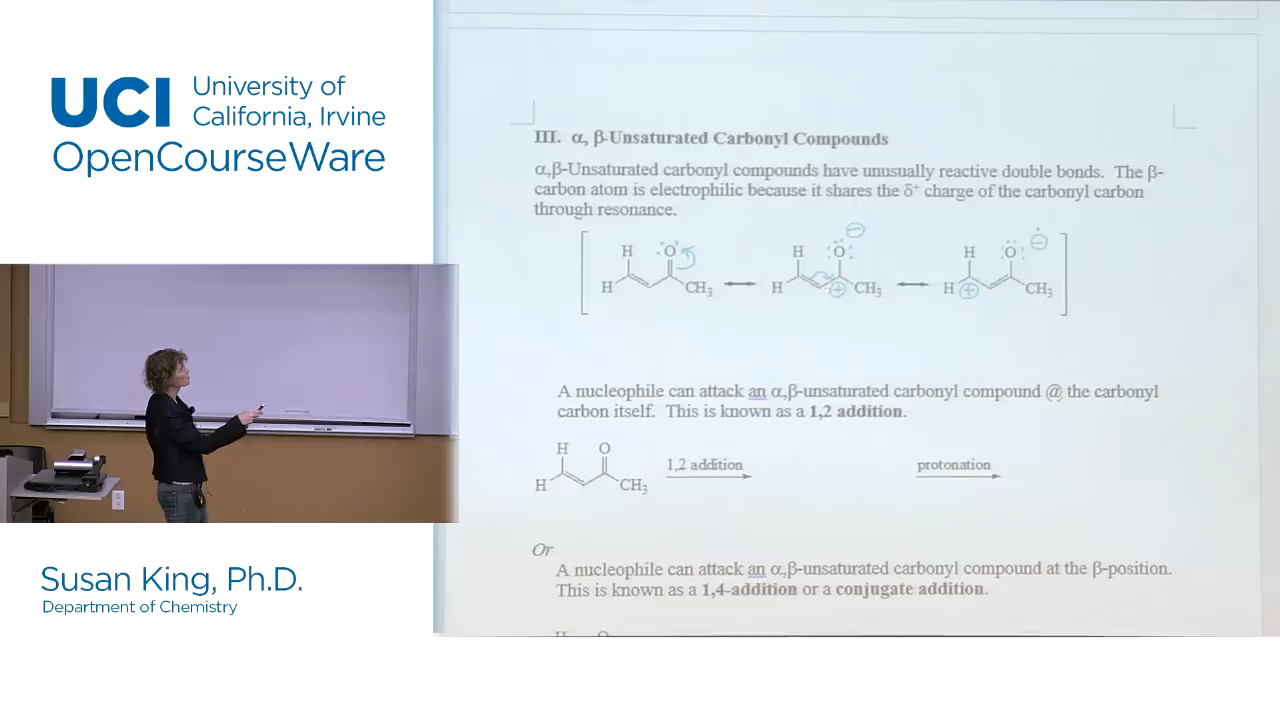 UCI University of California, Irvine
OpenCourseWare
III. α, β-Unsaturated Carbonyl Compounds
α,β-Unsaturated carbonyl compounds have unusually reactive double bonds. The β-
carbon atom is electrophilic because it shares the δ⁺ charge of the carbonyl carbon
through resonance.
H :O: H :O: ⊖ H :O: ⊖
H CH₃ H ⊕ CH₃ H ⊕ CH₃
A nucleophile can attack an α,β-unsaturated carbonyl compound @ the carbonyl
carbon itself. This is known as a 1,2 addition.
H O
H CH₃ 1,2 addition protonation
Or
A nucleophile can attack an α,β-unsaturated carbonyl compound at the β-position.
This is known as a 1,4-addition or a conjugate addition.
H O
Susan King, Ph.D.
Department of Chemistry